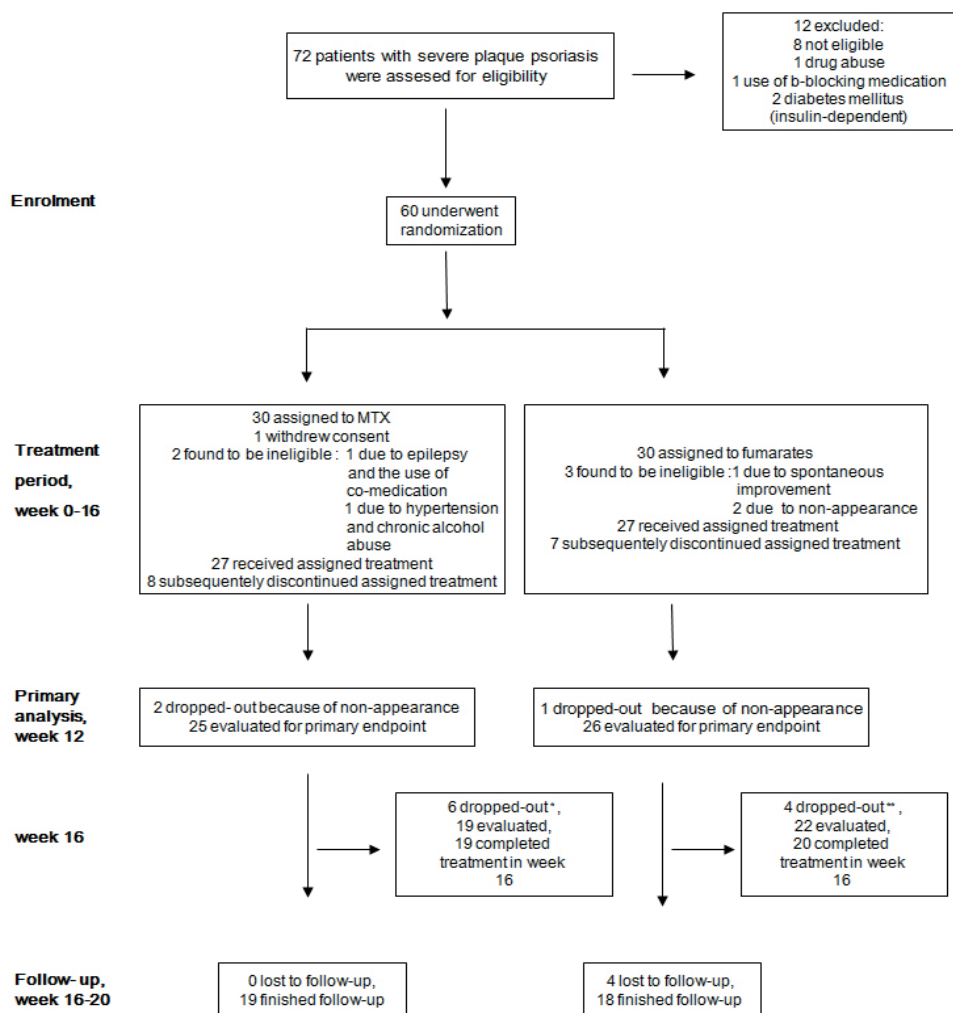 72 patients with severe plaque psoriasis
were assesed for eligibility
12 excluded:
8 not eligible
1 drug abuse
1 use of b-blocking medication
2 diabetes mellitus
(insulin-dependent)
Enrolment
60 underwent
randomization
Treatment
period,
week 0-16
30 assigned to MTX
1 withdrew consent
2 found to be ineligible : 1 due to epilepsy
and the use of
co-medication
1 due to hypertension
and chronic alcohol
abuse
27 received assigned treatment
8 subsequently discontinued assigned treatment
30 assigned to fumarates
3 found to be ineligible : 1 due to spontaneous
improvement
2 due to non-appearance
27 received assigned treatment
7 subsequently discontinued assigned treatment
Primary
analysis,
week 12
2 dropped-out because of non-appearance
25 evaluated for primary endpoint
1 dropped-out because of non-appearance
26 evaluated for primary endpoint
week 16
6 dropped-out*,
19 evaluated,
19 completed
treatment in week
16
4 dropped-out**,
22 evaluated,
20 completed
treatment in week
16
Follow-up,
week 16-20
0 lost to follow-up,
19 finished follow-up
4 lost to follow-up,
18 finished follow-up